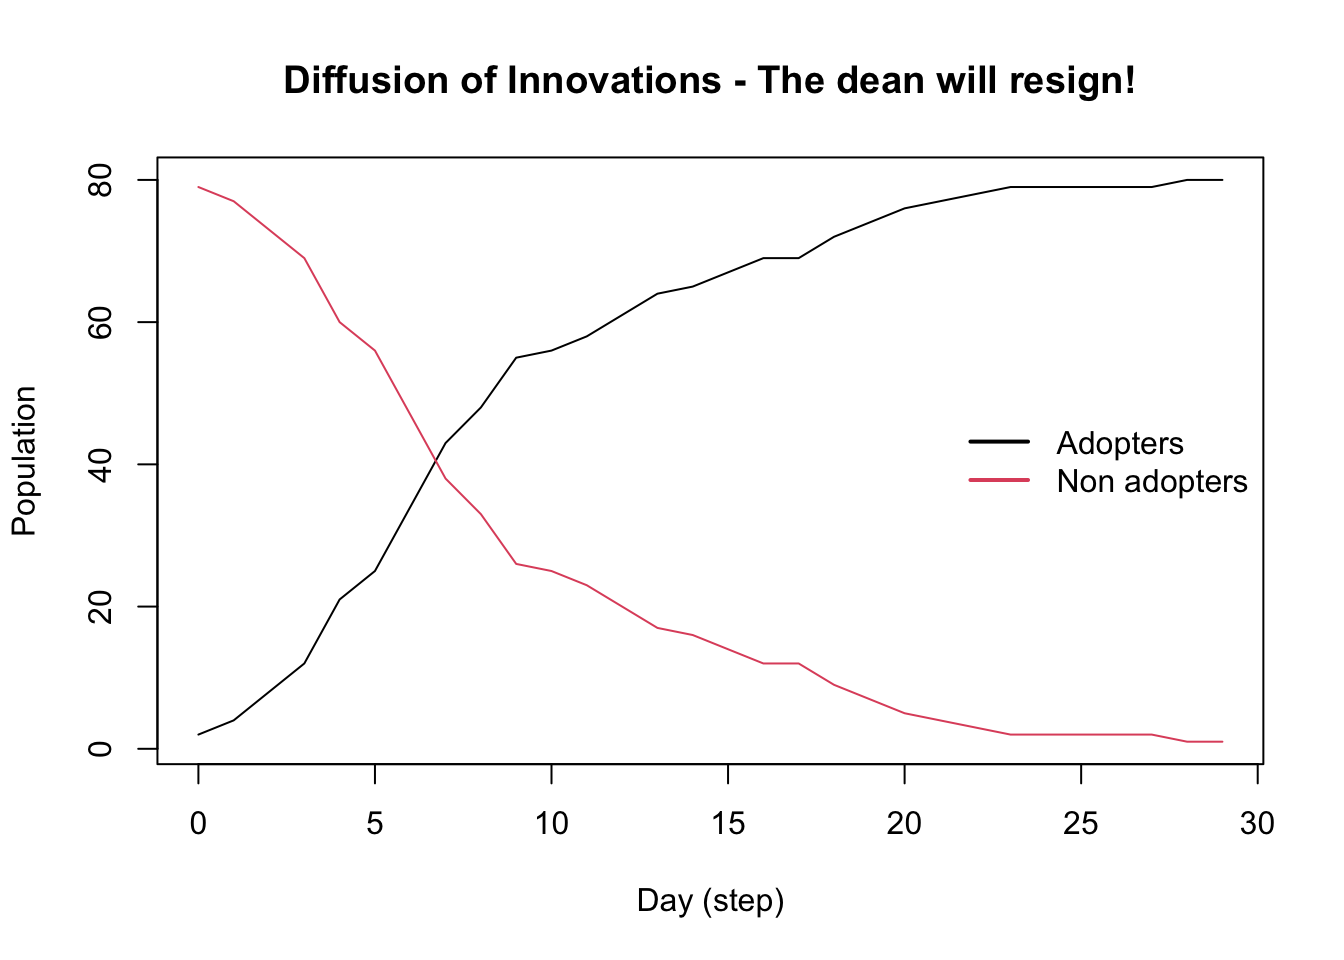 Diffusion of Innovations - The dean will resign!
Population
80
60
40
20
0
Adopters
Non adopters
0 5 10 15 20 25 30
Day (step)